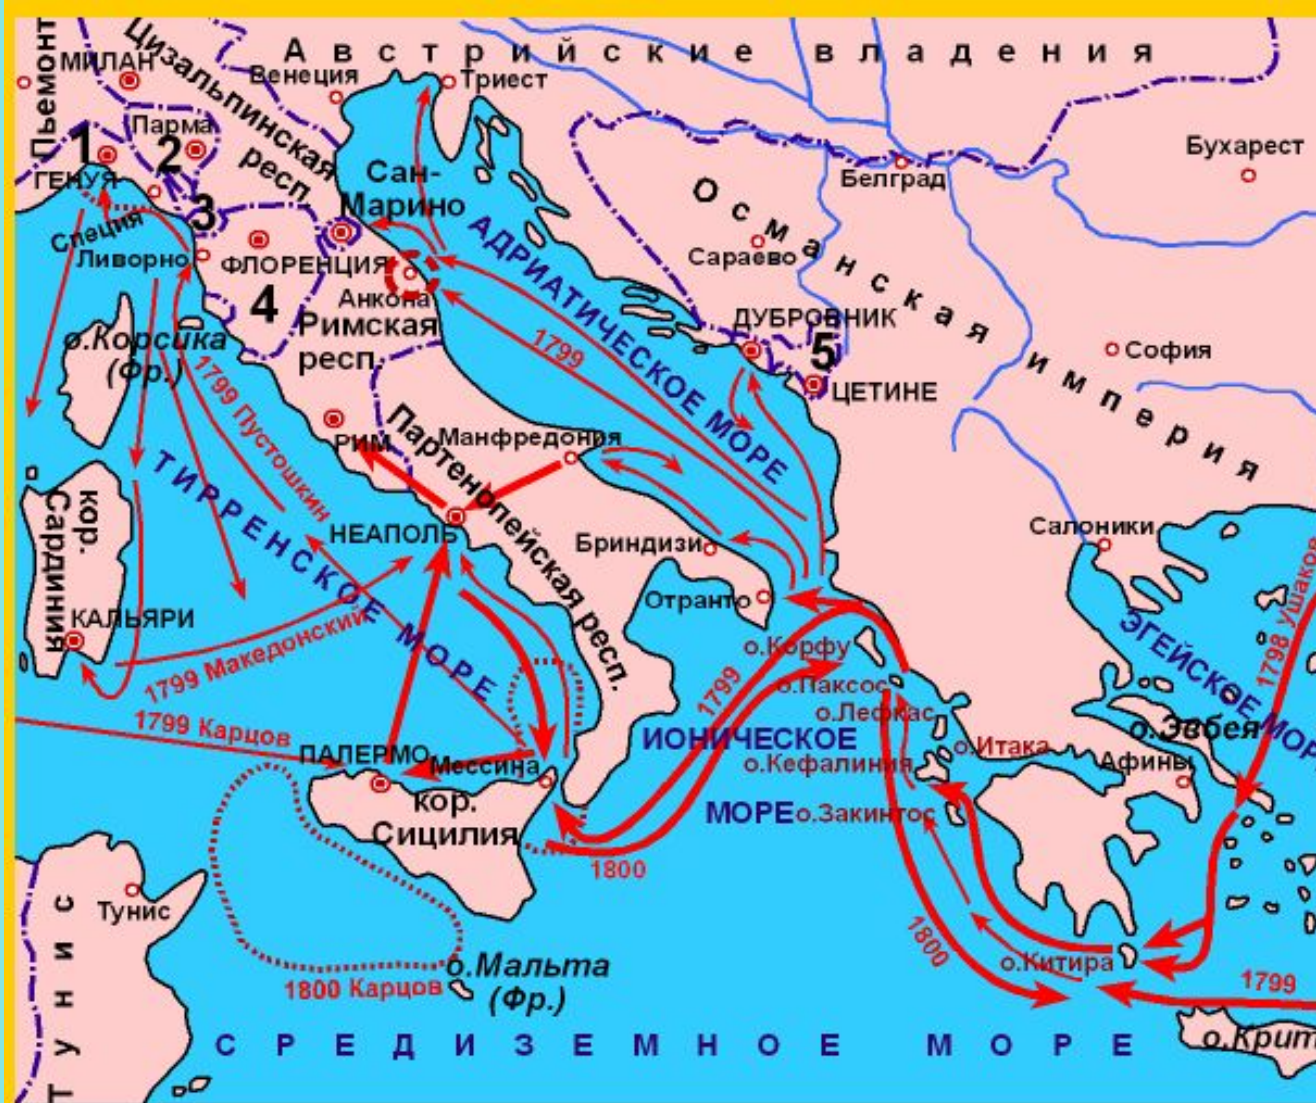 Австрийские владения
Пьемонт
МИЛАН
Цизальпинская
респ.
Венеция
Триест
Парма
1
2
ГЕНУЯ
Специя
3
Ливорно
ФЛОРЕНЦИЯ
4
Сан-
Марино
Анкона
Римская
респ.
АДРИАТИЧЕСКОЕ МОРЕ
1799
Белград
Бухарест
Османская империя
Сараево
ДУБРОВНИК
5
ЦЕТИНЕ
София
о.Корсика
(Фр.)
1799 Пустошкин
РИМ
Партенопейская респ.
Манфредония
НЕАПОЛЬ
Бриндизи
Отранто
Салоники
ТИРРЕНСКОЕ МОРЕ
кор.
Сардиния
КАЛЬЯРИ
1799 Македонский
1799 Карцов
ПАЛЕРМО
Мессина
кор.
Сицилия
1799
о.Корфу
о.Паксос
о.Лефкас
ИОНИЧЕСКОЕ
МОРЕ
о.Кефалиния
о.Итака
о.Закинтос
1800
1798 Ушаков
ЭГЕЙСКОЕ МОР
о.Эвбея
Афины
Тунис
ТУНИС
о.Мальта
(Фр.)
1800 Карцов
1800
о.Китира
1799
о.Крит
СРЕДИЗЕМНОЕ МОРЕ